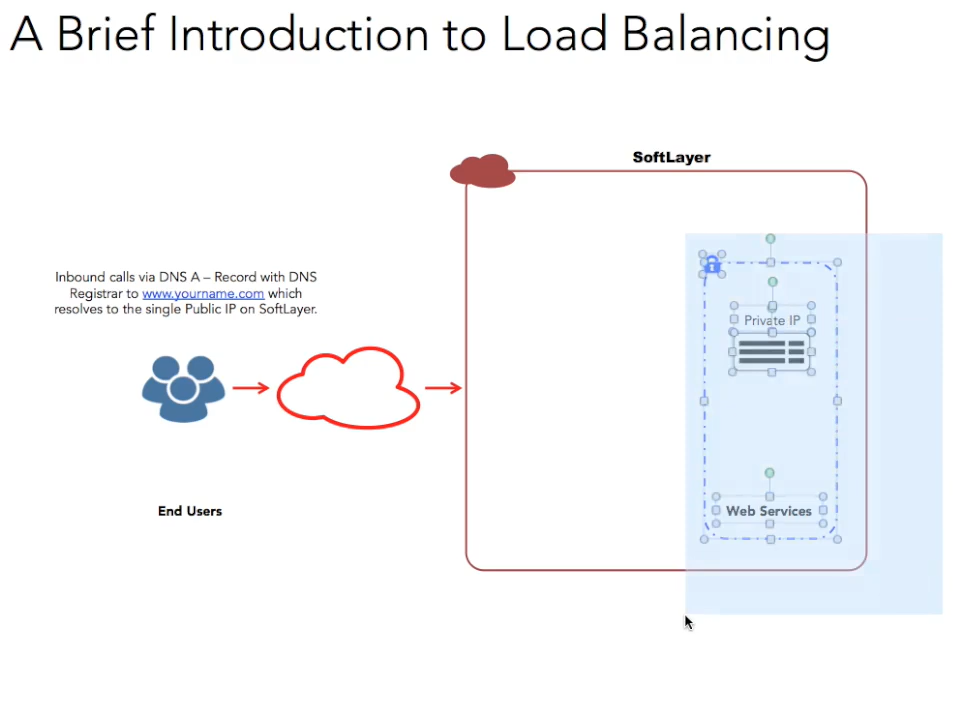 A Brief Introduction to Load Balancing
SoftLayer
Inbound calls via DNS A – Record with DNS
Registrar to www.yourname.com which
resolves to the single Public IP on SoftLayer.
Private IP
End Users
Web Services